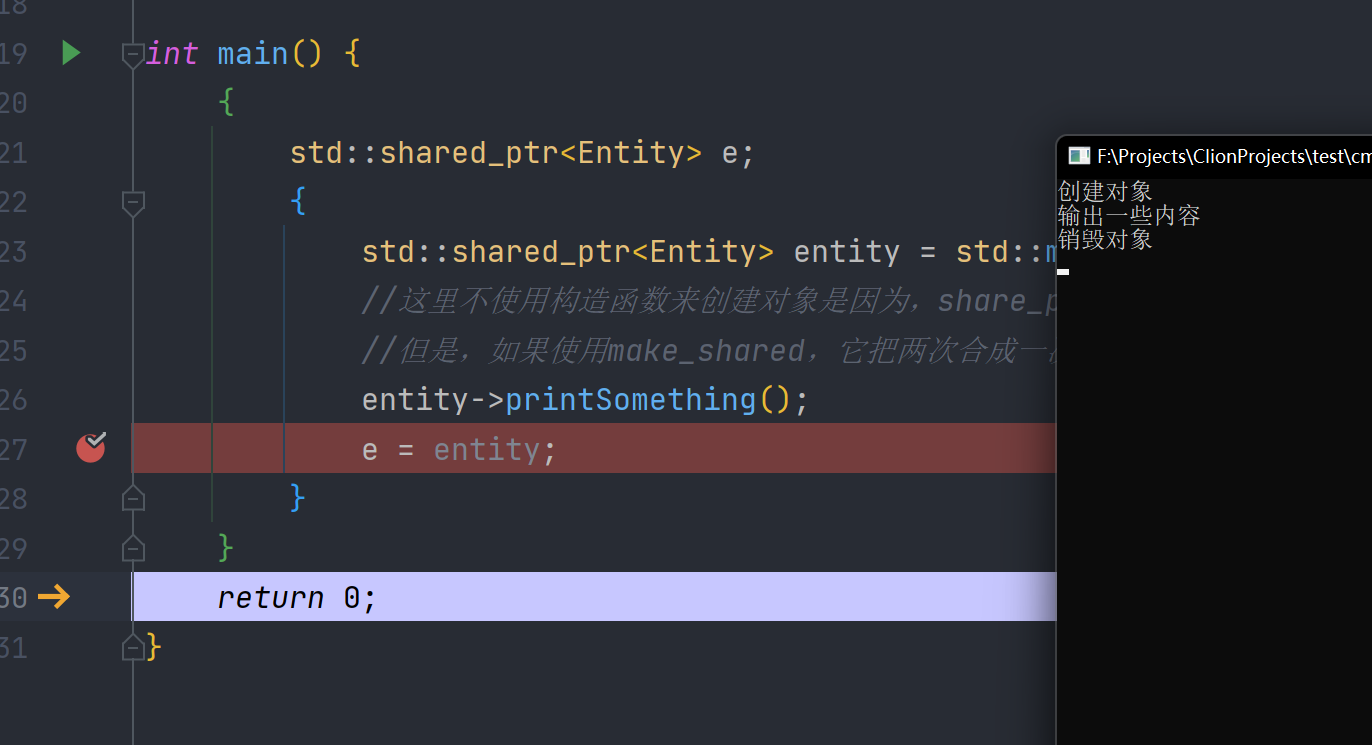 18
19 int main() {
20 {
21 std::shared_ptr<Entity> e;
22 {
23 std::shared_ptr<Entity> entity = std::
24 //这里不使用构造函数来创建对象是因为，share_p
25 //但是，如果使用make_shared，它把两次合成一
26 entity->printSomething();
27 e = entity;
28 }
29 }
30 return 0;
31 }
F:\Projects\ClionProjects\test\cm
创建对象
输出一些内容
销毁对象